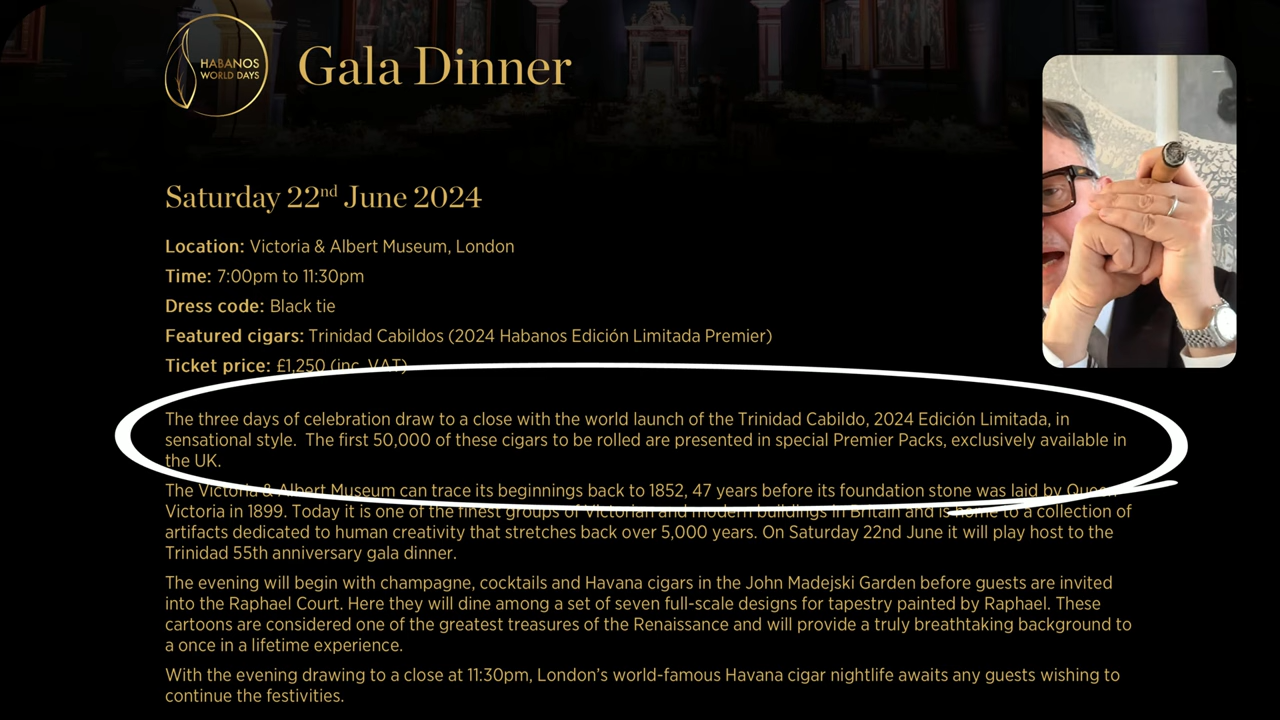 HABANOS
WORLD DAYS
Gala Dinner
Saturday 22nd June 2024
Location: Victoria & Albert Museum, London
Time: 7:00pm to 11:30pm
Dress code: Black tie
Featured cigars: Trinidad Cabildos (2024 Habanos Edición Limitada Premier)
Ticket price: £1,250 (inc. VAT)
The three days of celebration draw to a close with the world launch of the Trinidad Cabildo, 2024 Edición Limitada, in
sensational style. The first 50,000 of these cigars to be rolled are presented in special Premier Packs, exclusively available in
the UK.
The Victoria & Albert Museum can trace its beginnings back to 1852, 47 years before its foundation stone was laid by Queen
Victoria in 1899. Today it is one of the finest groups of Victorian and modern buildings in Britain and is home to a collection of
artifacts dedicated to human creativity that stretches back over 5,000 years. On Saturday 22nd June it will play host to the
Trinidad 55th anniversary gala dinner.
The evening will begin with champagne, cocktails and Havana cigars in the John Madejski Garden before guests are invited
into the Raphael Court. Here they will dine among a set of seven full-scale designs for tapestry painted by Raphael. These
cartoons are considered one of the greatest treasures of the Renaissance and will provide a truly breathtaking background to
a once in a lifetime experience.
With the evening drawing to a close at 11:30pm, London's world-famous Havana cigar nightlife awaits any guests wishing to
continue the festivities.